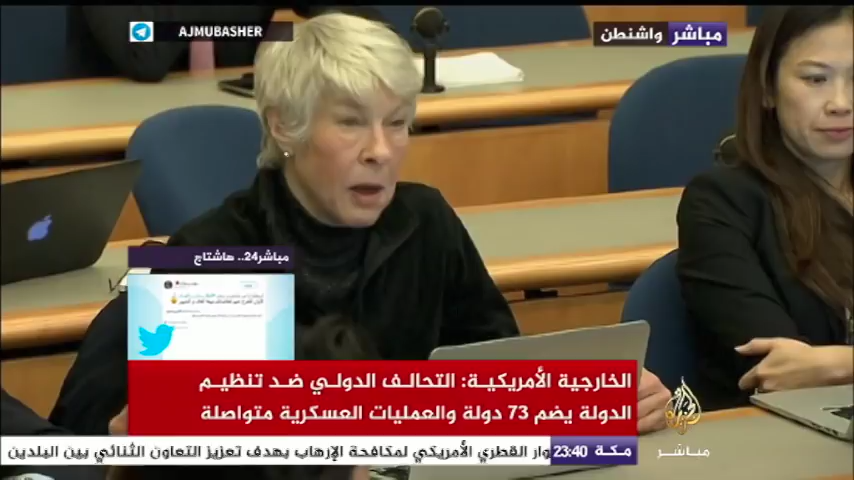 AJMUBASHER
مباشر واشنطن
مباشر24.. هاشتاج
الخارجية الأمريكية: التحالف الدولي ضد تنظيم
الدولة يضم 73 دولة والعمليات العسكرية متواصلة
مباشر
مكة 23:40
وار القطري الأمريكي لمكافحة الإرهاب يهدف تعزيز التعاون الثنائي بين البلدين